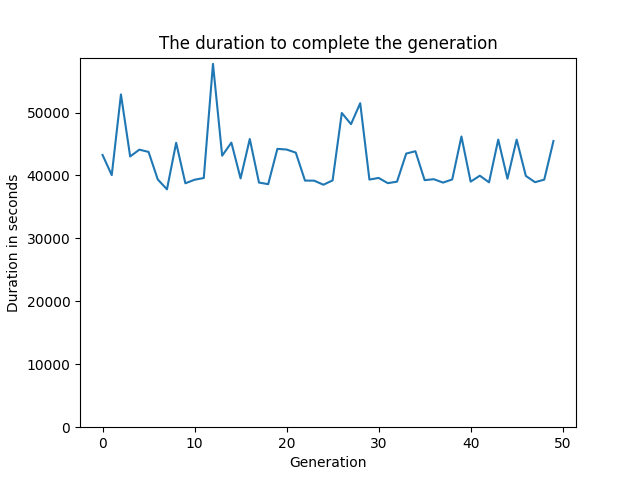 The duration to complete the generation
Duration in seconds
50000
40000
30000
20000
10000
0
0 10 20 30 40 50
Generation